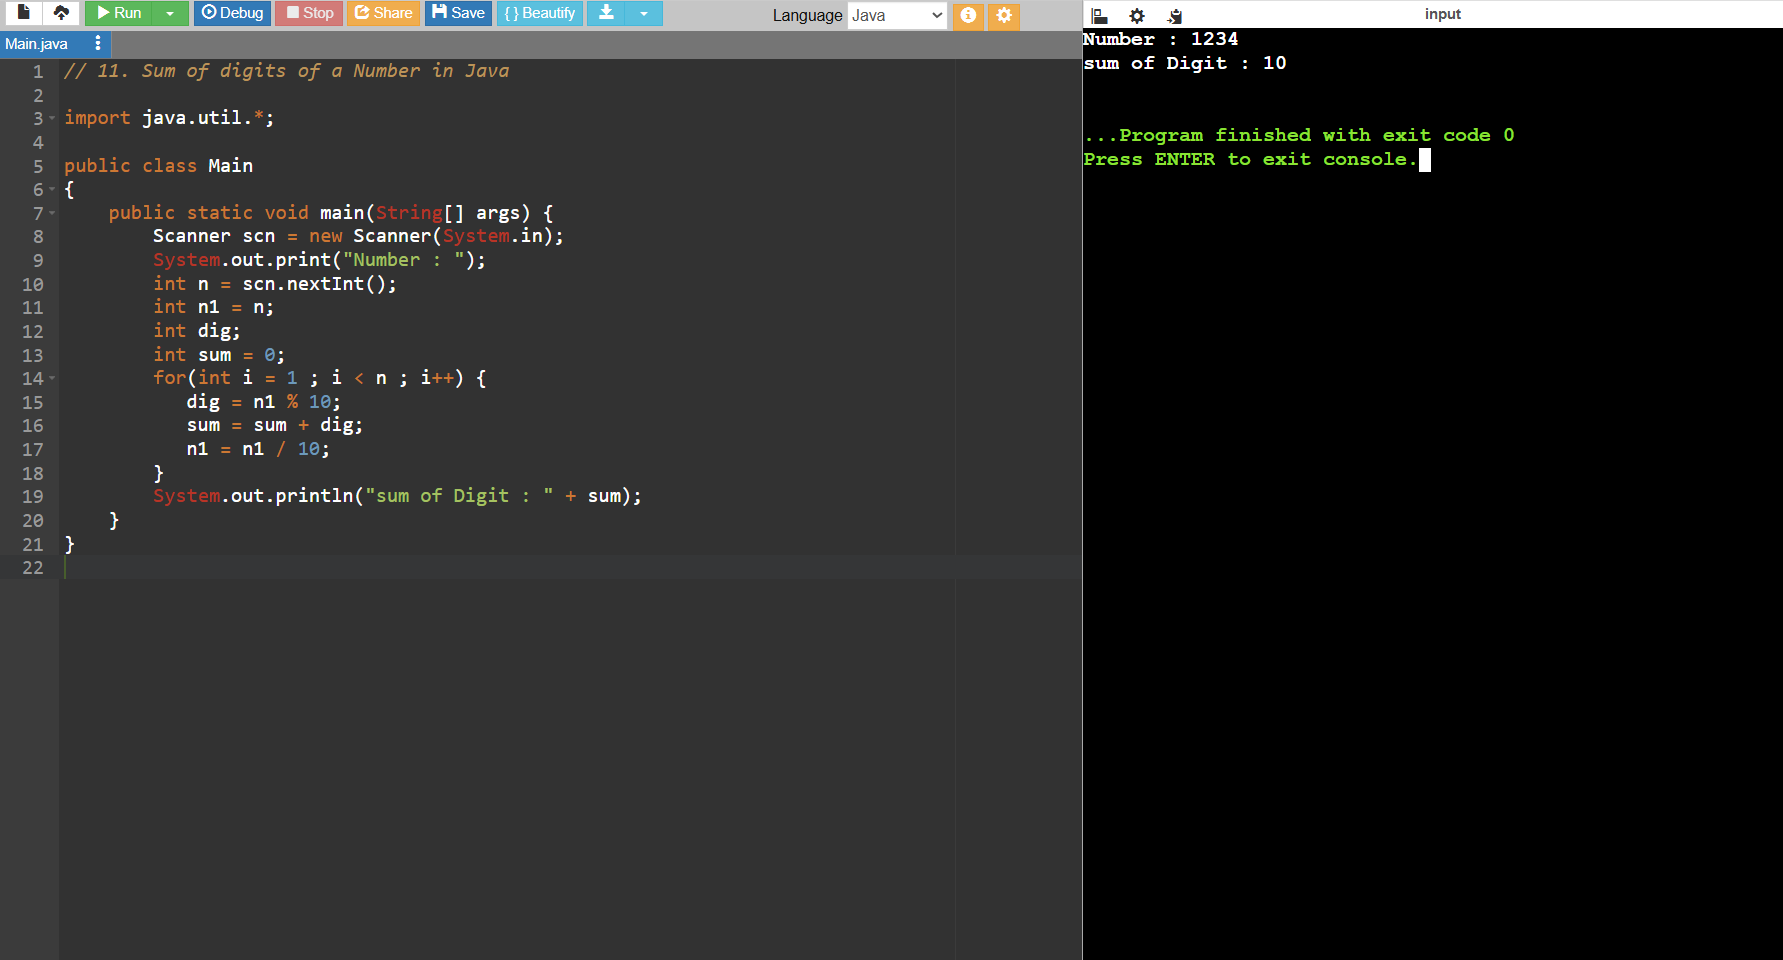 Run Debug Stop Share Save { } Beautify
Language Java
input
Main.java
1 // 11. Sum of digits of a Number in Java
2
3 import java.util.*;
4
5 public class Main
6 {
7     public static void main(String[] args) {
8         Scanner scn = new Scanner(System.in);
9         System.out.print("Number : ");
10         int n = scn.nextInt();
11         int n1 = n;
12         int dig;
13         int sum = 0;
14         for(int i = 1 ; i < n ; i++) {
15            dig = n1 % 10;
16            sum = sum + dig;
17            n1 = n1 / 10;
18         }
19         System.out.println("sum of Digit : " + sum);
20     }
21 }
22
Number : 1234
sum of Digit : 10
...Program finished with exit code 0
Press ENTER to exit console.